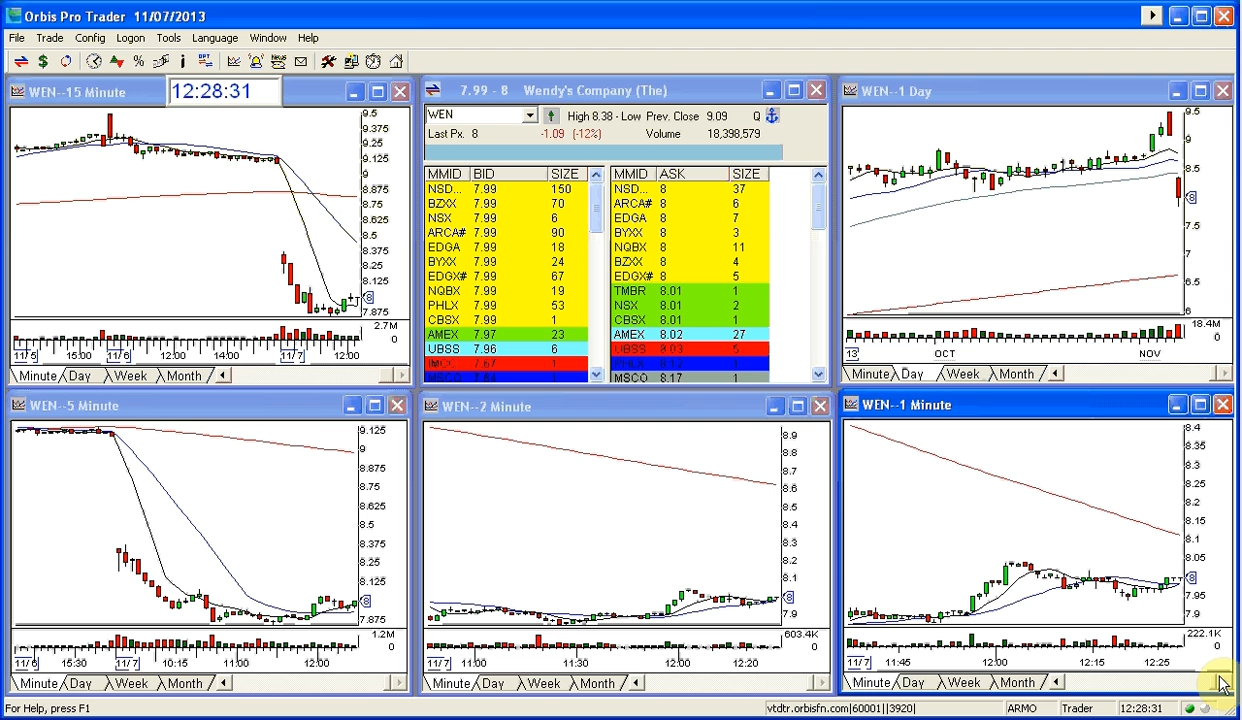 Orbis Pro Trader 11/07/2013
File Trade Config Logon Tools Language Window Help
WEN--15 Minute
12:28:31
9.5
9.375
9.25
9.125
9
8.875
8.75
8.625
8.5
8.375
8.25
8.125
8
7.875
2.7M
0
11/5 15:00 11/6 12:00 14:00 11/7 12:00
Minute Day Week Month
7.99 - 8 Wendy's Company (The)
WEN High 8.38 - Low Prev. Close 9.09 Q
Last Px. 8 -1.09 (-12%) Volume 18,398,579
MMID BID SIZE MMID ASK SIZE
NSD... 7.99 150 NSD... 8 37
BZXX 7.99 70 ARCA# 8 6
NSX 7.99 6 EDGA 8 7
ARCA# 7.99 90 BYXX 8 3
EDGA 7.99 18 NQBX 8 11
BYXX 7.99 24 BZXX 8 4
EDGX# 7.99 67 EDGX# 8 5
NQBX 7.99 19 TMBR 8.01 1
PHLX 7.99 53 NSX 8.01 2
CBSX 7.99 1 CBSX 8.01 1
AMEX 7.97 23 AMEX 8.02 27
UBSS 7.96 6 UBSS 8.03 5
MSCO 8.17 1
WEN--1 Day
9.5
9
8.5
8
7.5
7
6.5
6
18.4M
0
13' OCT NOV
Minute Day Week Month
WEN--5 Minute
9.125
9
8.875
8.75
8.625
8.5
8.375
8.25
8.125
8
7.875
1.2M
0
11/6 15:30 11/7 10:15 11:00 12:00
Minute Day Week Month
WEN--2 Minute
8.9
8.8
8.7
8.6
8.5
8.4
8.3
8.2
8.1
8
7.9
603.4K
0
11/7 11:00 11:30 12:00 12:20
Minute Day Week Month
WEN--1 Minute
8.4
8.35
8.3
8.25
8.2
8.15
8.1
8.05
8
7.95
7.9
222.1K
0
11/7 11:45 12:00 12:15 12:25
Minute Day Week Month
For Help, press F1 vtdtr.orbisfn.com|60001||3920| ARMO Trader 12:28:31